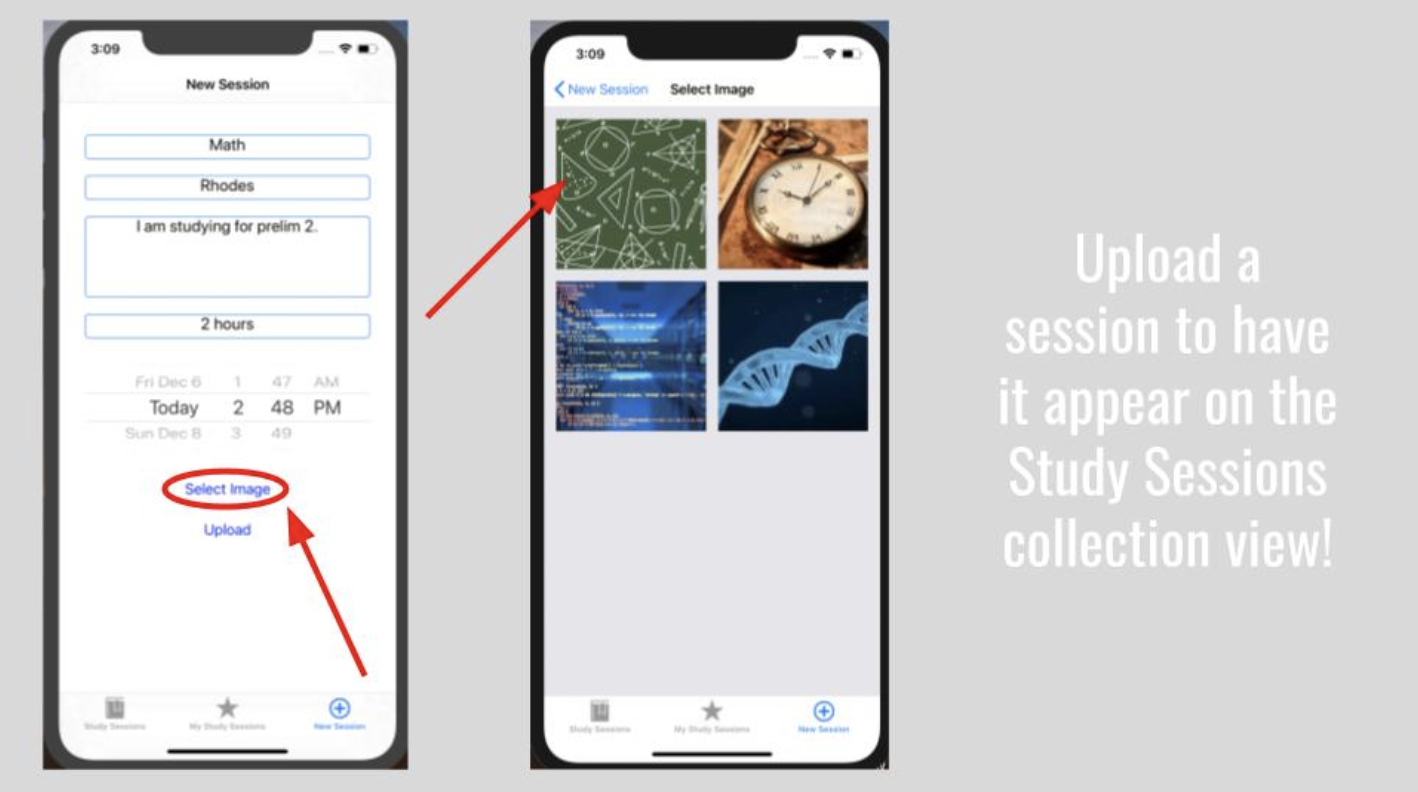 3:09
New Session
Math
Rhodes
I am studying for prelim 2.
2 hours
Fri Dec 6 1 47 AM
Today 2 48 PM
Sun Dec 8 3 49
Select Image
Upload
Study Sessions My Study Sessions New Session
3:09
New Session Select Image
Study Sessions My Study Sessions New Session
Upload a
session to have
it appear on the
Study Sessions
collection view!